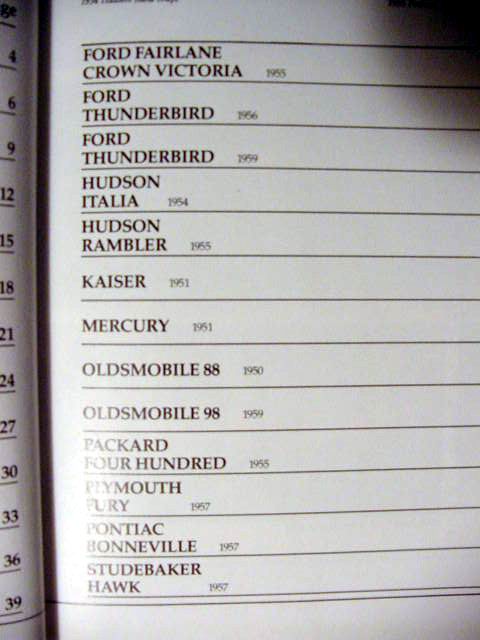 ge
4
6
9
12
15
18
21
24
27
30
33
36
39
FORD FAIRLANE
CROWN VICTORIA 1955
FORD
THUNDERBIRD 1956
FORD
THUNDERBIRD 1959
HUDSON
ITALIA 1954
HUDSON
RAMBLER 1955
KAISER 1951
MERCURY 1951
OLDSMOBILE 88 1950
OLDSMOBILE 98 1959
PACKARD
FOUR HUNDRED 1955
PLYMOUTH
FURY 1957
PONTIAC
BONNEVILLE 1957
STUDEBAKER
HAWK 1957